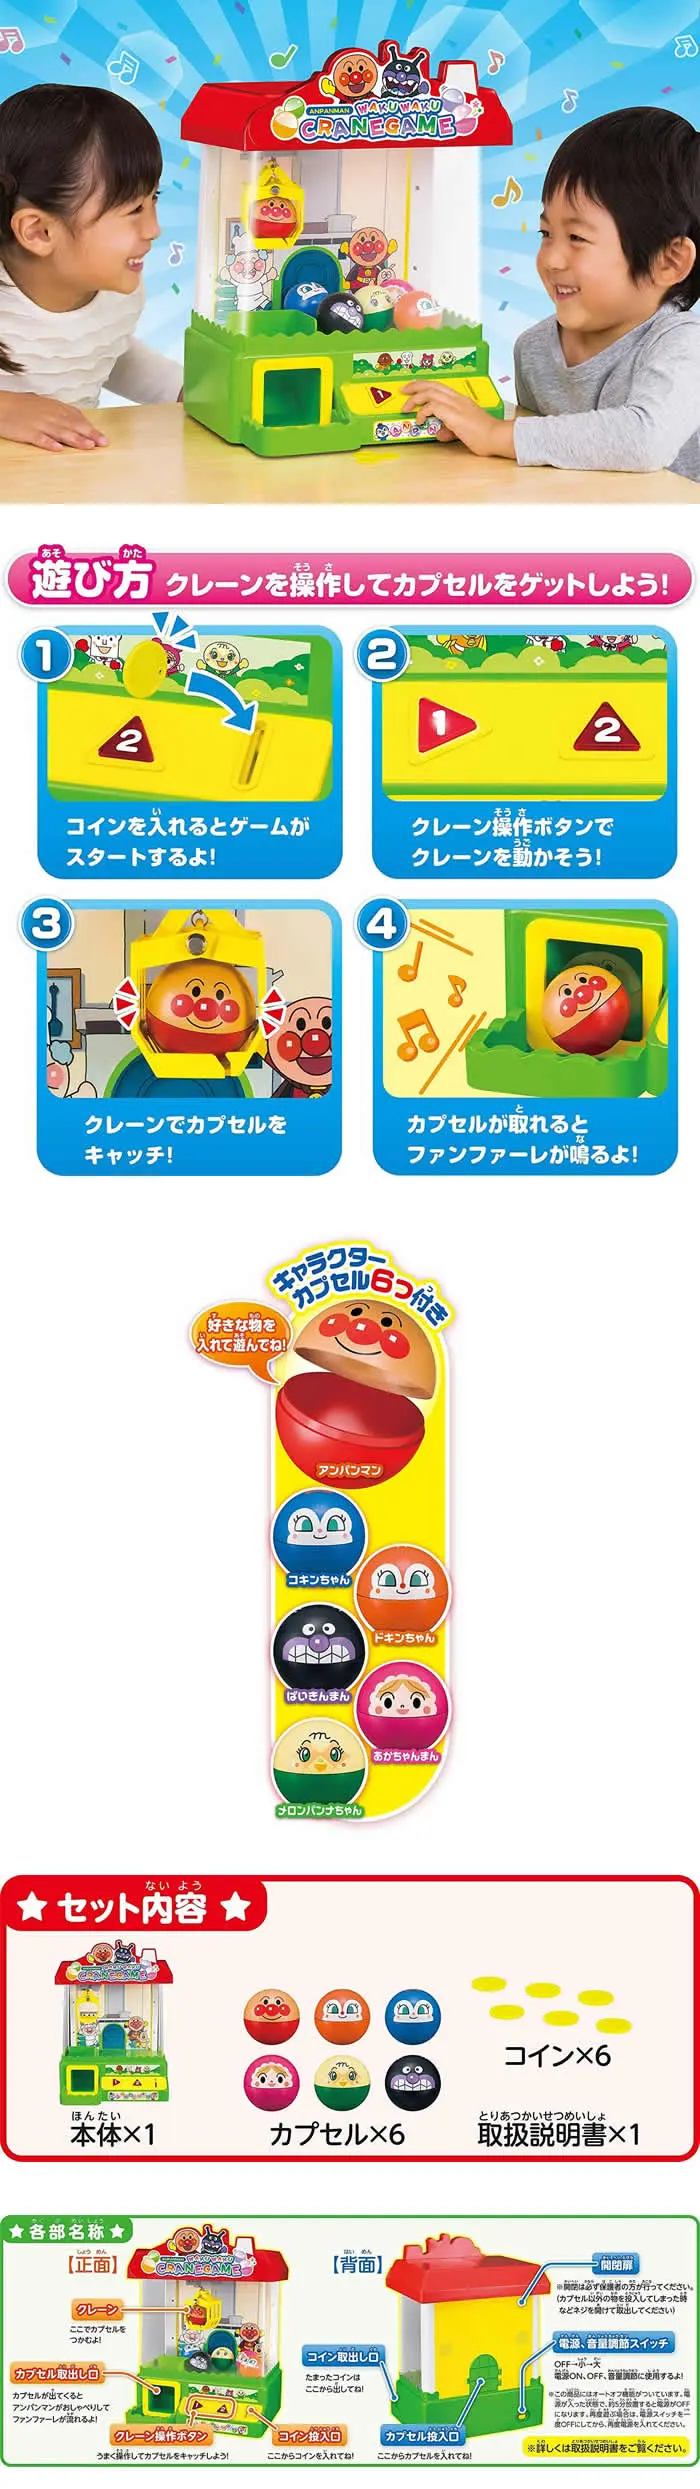 ANPANMAN WAKUWAKU
CRANEGAME
1
遊び方 クレーンを操作してカプセルをゲットしよう!
1
2
コインを入れるとゲームが
スタートするよ!
2
1
2
クレーン操作ボタンで
クレーンを動かそう!
3
クレーンでカプセルを
キャッチ!
4
カプセルが取れると
ファンファーレが鳴るよ!
キャラクター
カプセル6つ付き
好きな物を
入れて遊んでね!
アンパンマン
コキンちゃん
ドキンちゃん
ばいきんまん
あかちゃんまん
メロンパンナちゃん
★ セット内容 ★
本体×1
カプセル×6
コイン×6
取扱説明書×1
★各部名称★
【正面】
クレーン
ここでカプセルを
つかむよ!
カプセル取出し口
カプセルが出てくると
アンパンマンがおしゃべりして
ファンファーレが流れるよ!
クレーン操作ボタン
うまく操作してカプセルをキャッチしよう!
コイン投入口
ここからコインを入れてね!
【背面】
コイン取出し口
たまったコインは
ここから出してね!
カプセル投入口
ここからカプセルを入れてね!
開閉扉
※開閉は必ず保護者の方が行ってください。
(カプセル以外の物を投入してしまった時
などネジを開けて取出してください)
電源、音量調節スイッチ
OFF→小→大
電源ON、OFF、音量調節に使用するよ!
※この商品にはオートオフ機能がついています。電
源が入った状態で、約5分放置すると電源がOFF
になります。再度遊ぶ場合は、電源スイッチを一
度OFFにしてから、再度電源を入れてください。
※詳しくは取扱説明書をご覧ください。